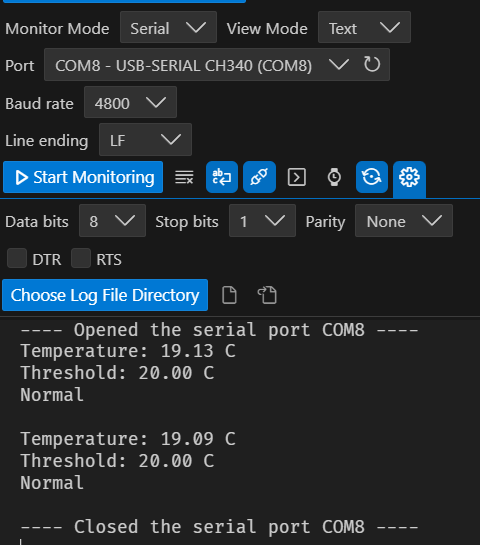 Monitor Mode Serial View Mode Text
Port COM8 - USB-SERIAL CH340 (COM8)
Baud rate 4800
Line ending LF
Start Monitoring
Data bits 8 Stop bits 1 Parity None
DTR RTS
Choose Log File Directory
---- Opened the serial port COM8 ----
Temperature: 19.13 C
Threshold: 20.00 C
Normal
Temperature: 19.09 C
Threshold: 20.00 C
Normal
---- Closed the serial port COM8 ----